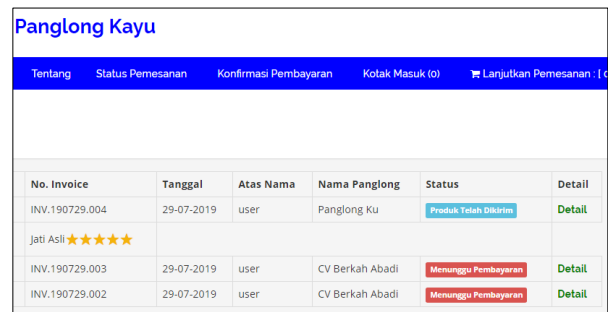 Panglong Kayu
Tentang Status Pemesanan Konfirmasi Pembayaran Kotak Masuk (0) Lanjutkan Pemesanan : [
No. Invoice Tanggal Atas Nama Nama Panglong Status Detail
INV.190729.004 29-07-2019 user Panglong Ku Produk Telah Dikirim Detail
Jati Asli
INV.190729.003 29-07-2019 user CV Berkah Abadi Menunggu Pembayaran Detail
INV.190729.002 29-07-2019 user CV Berkah Abadi Menunggu Pembayaran Detail